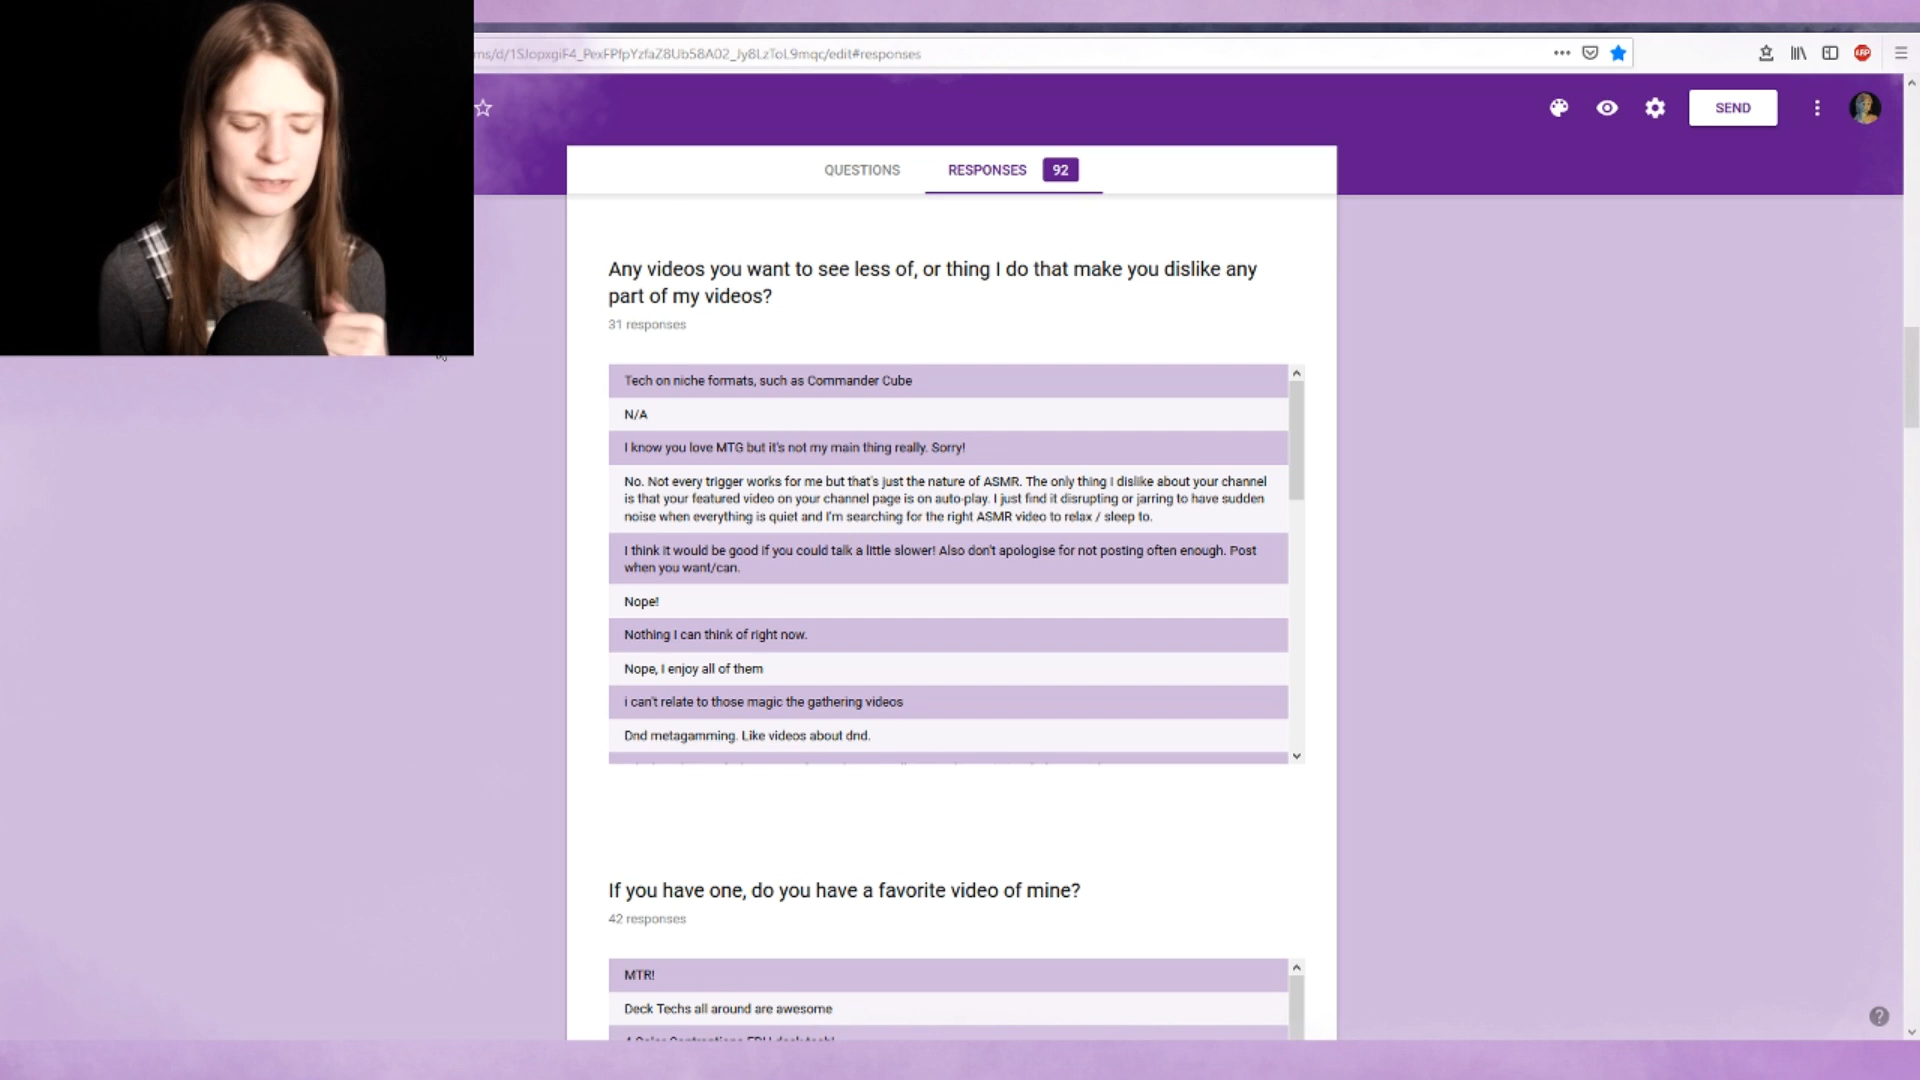 ms/d/1SJopxgiF4_PexFPfpYzfaZ8Ub58A02_Jy8LzToL9mqc/edit#responses
SEND
QUESTIONS
RESPONSES
92
Any videos you want to see less of, or thing I do that make you dislike any
part of my videos?
31 responses
Tech on niche formats, such as Commander Cube
N/A
I know you love MTG but it's not my main thing really. Sorry!
No. Not every trigger works for me but that's just the nature of ASMR. The only thing I dislike about your channel
is that your featured video on your channel page is on auto-play. I just find it disrupting or jarring to have sudden
noise when everything is quiet and I'm searching for the right ASMR video to relax / sleep to.
I think it would be good if you could talk a little slower! Also don't apologise for not posting often enough. Post
when you want/can.
Nope!
Nothing I can think of right now.
Nope, I enjoy all of them
i can't relate to those magic the gathering videos
Dnd metagamming. Like videos about dnd.
If you have one, do you have a favorite video of mine?
42 responses
MTR!
Deck Techs all around are awesome